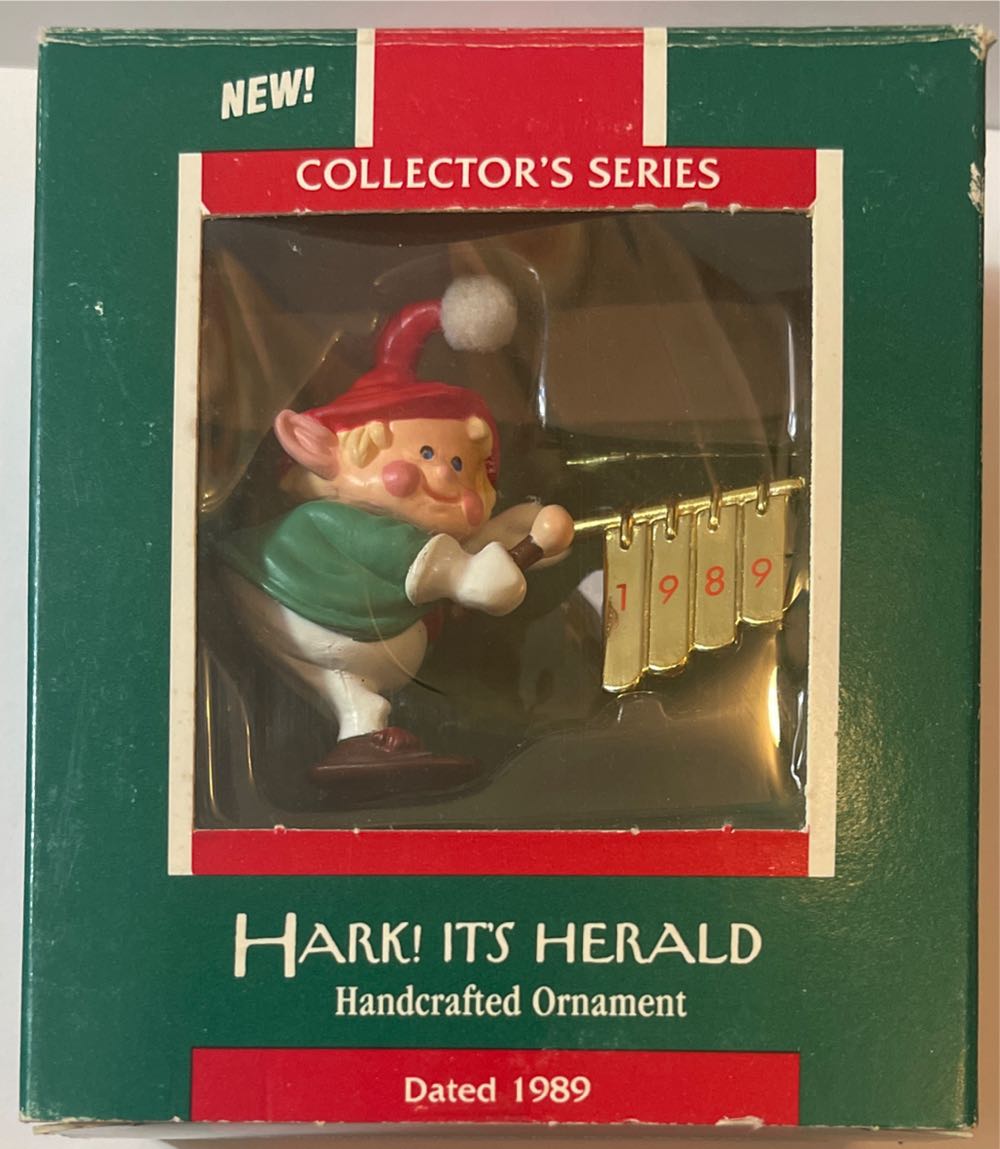 NEW!
COLLECTOR'S SERIES
1989
HARK! IT'S HERALD
Handcrafted Ornament
Dated 1989